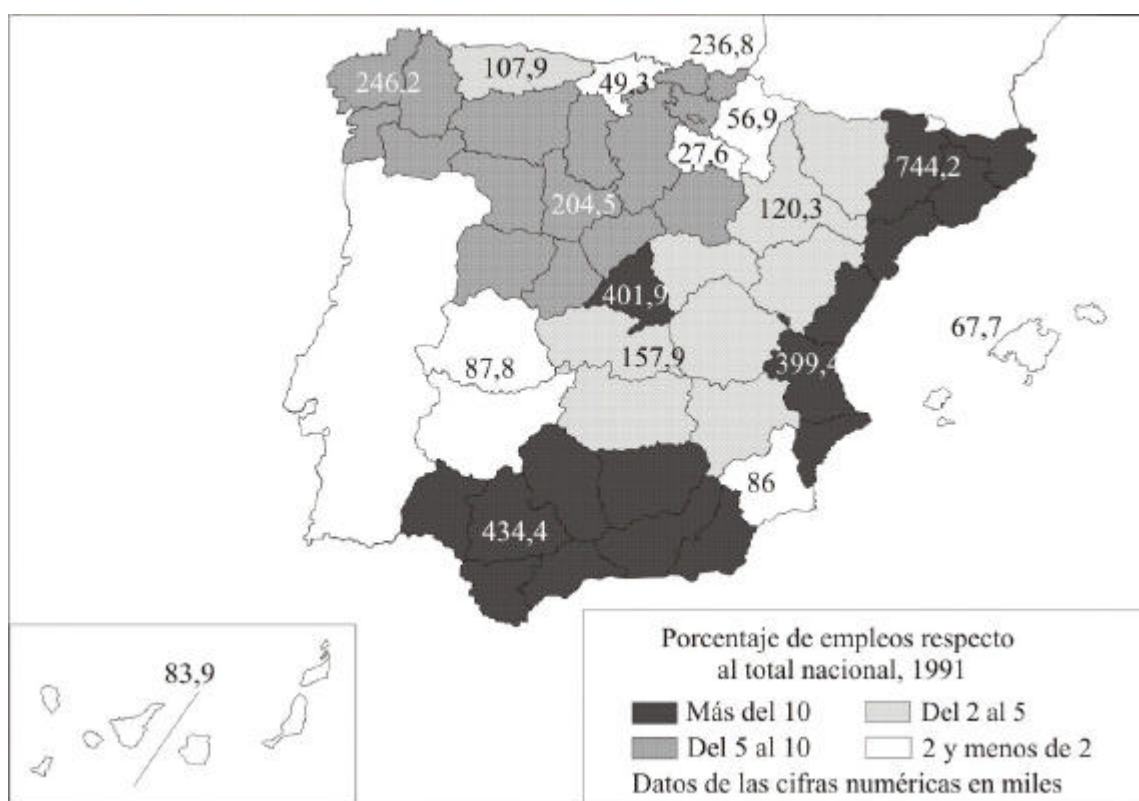 236,8
246,2
107,9
49,3
56,9
27,6
744,2
204,5
120,3
401,9
67,7
87,8
157,9
399,4
86
434,4
83,9
Porcentaje de empleos respecto
al total nacional, 1991
Más del 10
Del 2 al 5
Del 5 al 10
2 y menos de 2
Datos de las cifras numéricas en miles